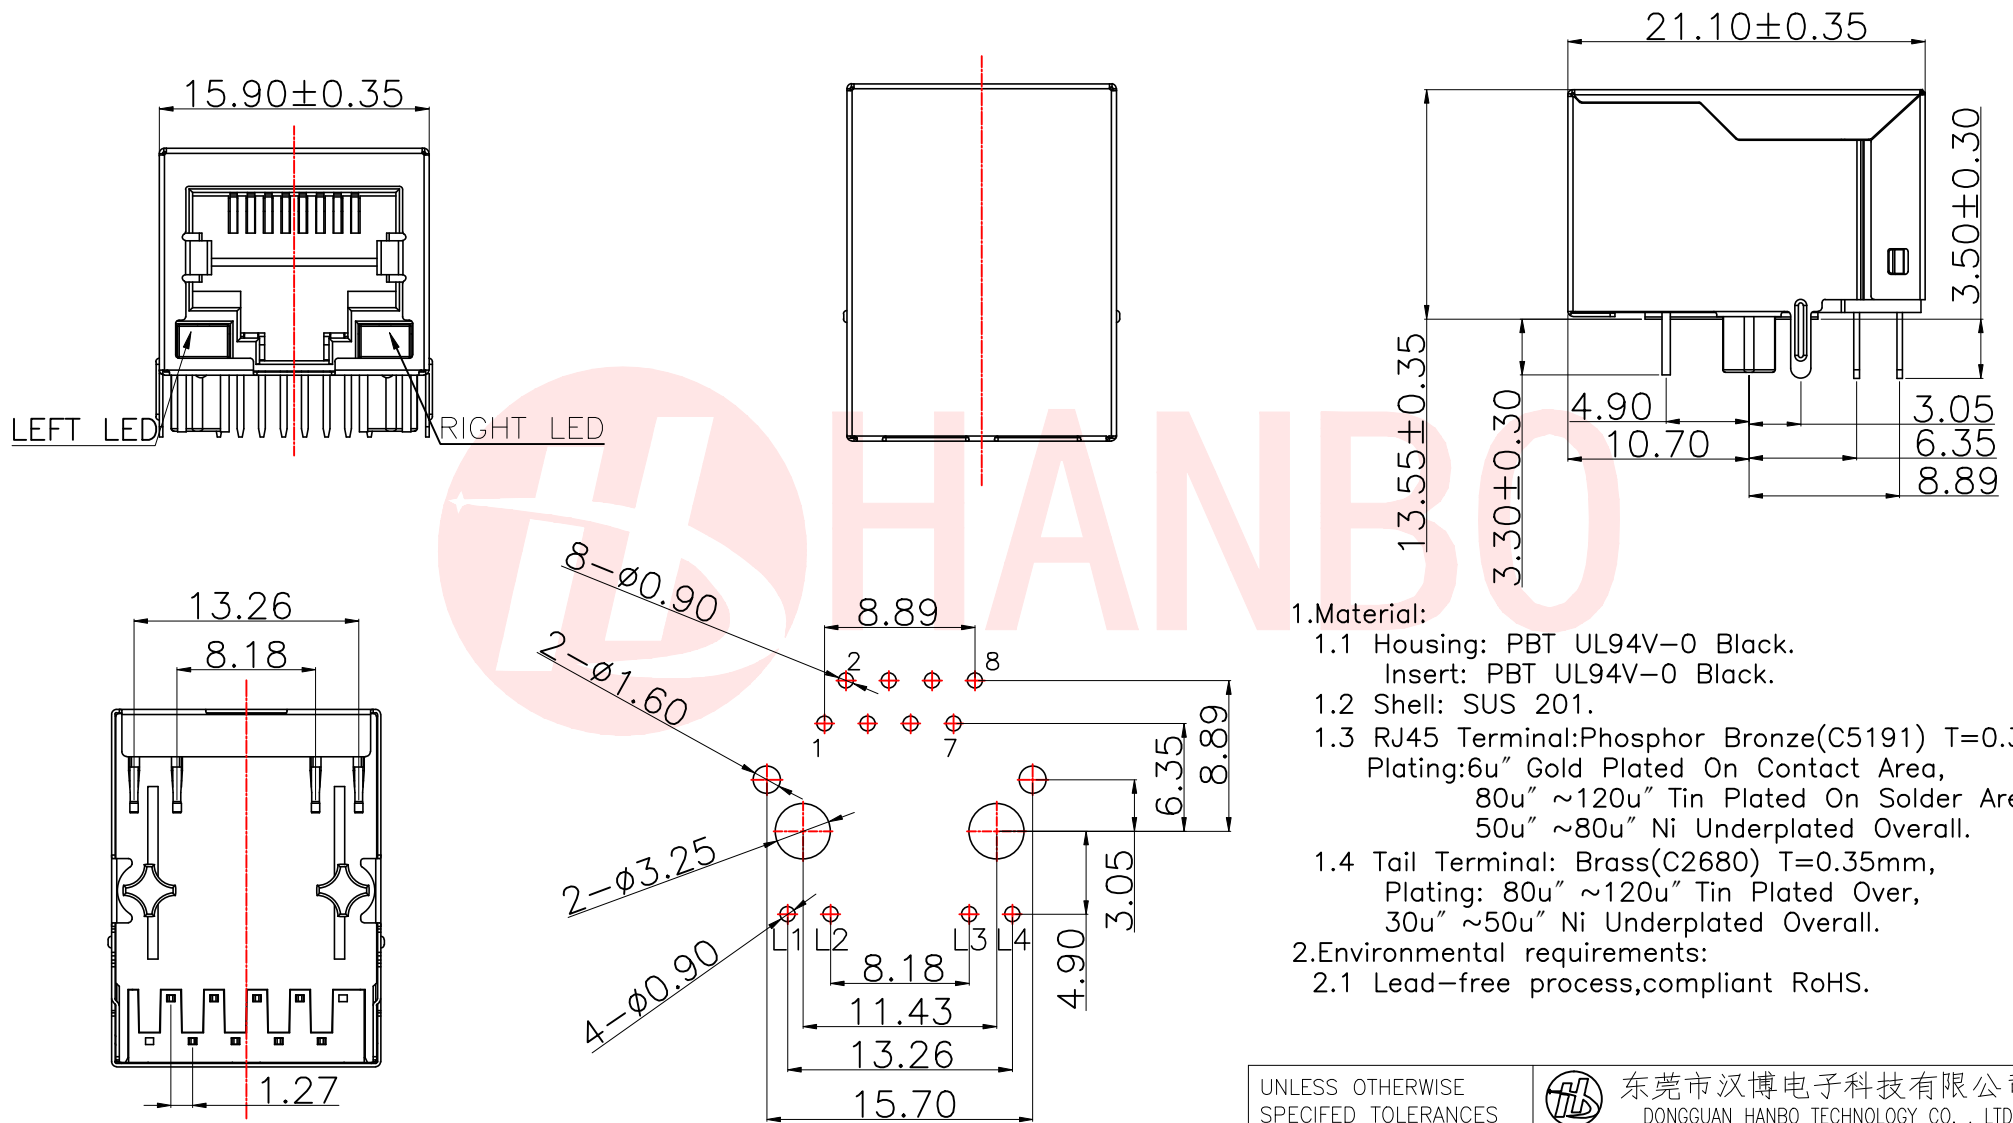 15.90±0.35
21.10±0.35
3.50±0.30
LEFT LED
RIGHT LED
13.55±0.35
3.30±0.30
4.90
3.05
10.70
6.35
8.89
HANBO
13.26
8.18
1.27
8-ø0.90
2-ø1.60
8.89
2
8
1
7
6.35
8.89
2-ø3.25
3.05
L1 L2
L3 L4
4-ø0.90
8.18
4.90
11.43
13.26
15.70
1.Material:
1.1 Housing: PBT UL94V-0 Black.
Insert: PBT UL94V-0 Black.
1.2 Shell: SUS 201.
1.3 RJ45 Terminal:Phosphor Bronze(C5191)
Plating:6u" Gold Plated On Contact Area,
80u" ~120u" Tin Plated On Solder
50u" ~80u" Ni Underplated Overall.
1.4 Tail Terminal: Brass(C2680) T=0.35mm,
Plating: 80u" ~120u" Tin Plated Over,
30u" ~50u" Ni Underplated Overall.
2.Environmental requirements:
2.1 Lead-free process,compliant RoHS.
UNLESS OTHERWISE
SPECIFED TOLERANCES
东莞市汉博电子科技有限公司
DONGGUAN HANBO TECHNOLOGY CO., LTD